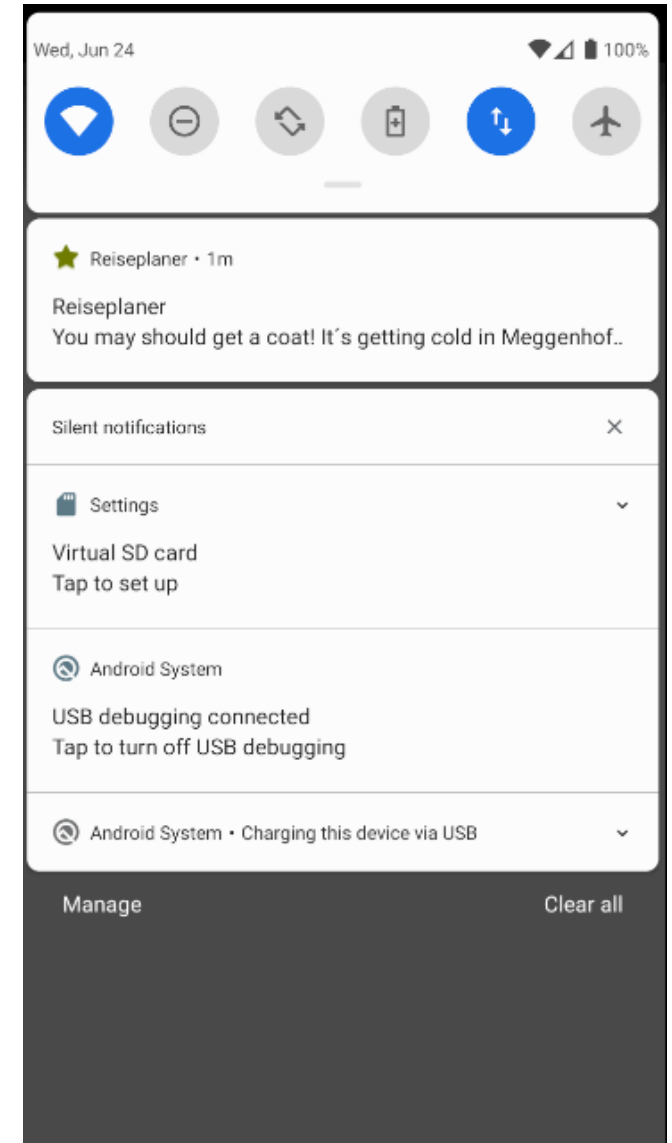 Wed, Jun 24 100%
Reiseplaner • 1m
Reiseplaner
You may should get a coat! It´s getting cold in Meggenhof..
Silent notifications
Settings
Virtual SD card
Tap to set up
Android System
USB debugging connected
Tap to turn off USB debugging
Android System • Charging this device via USB
Manage Clear all